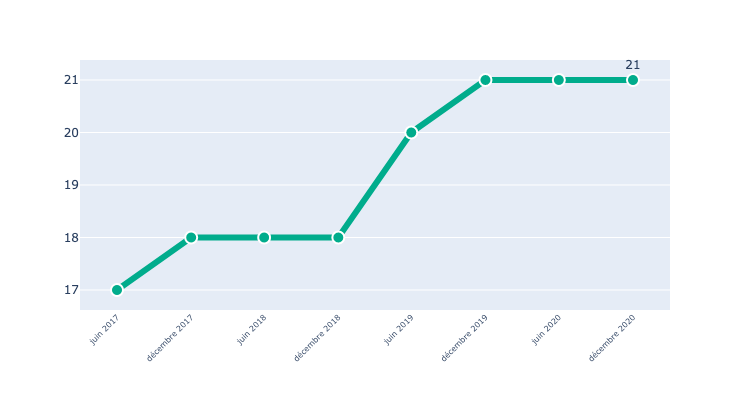 21
21
20
19
18
17
juin 2017
décembre 2017
juin 2018
décembre 2018
juin 2019
décembre 2019
juin 2020
décembre 2020